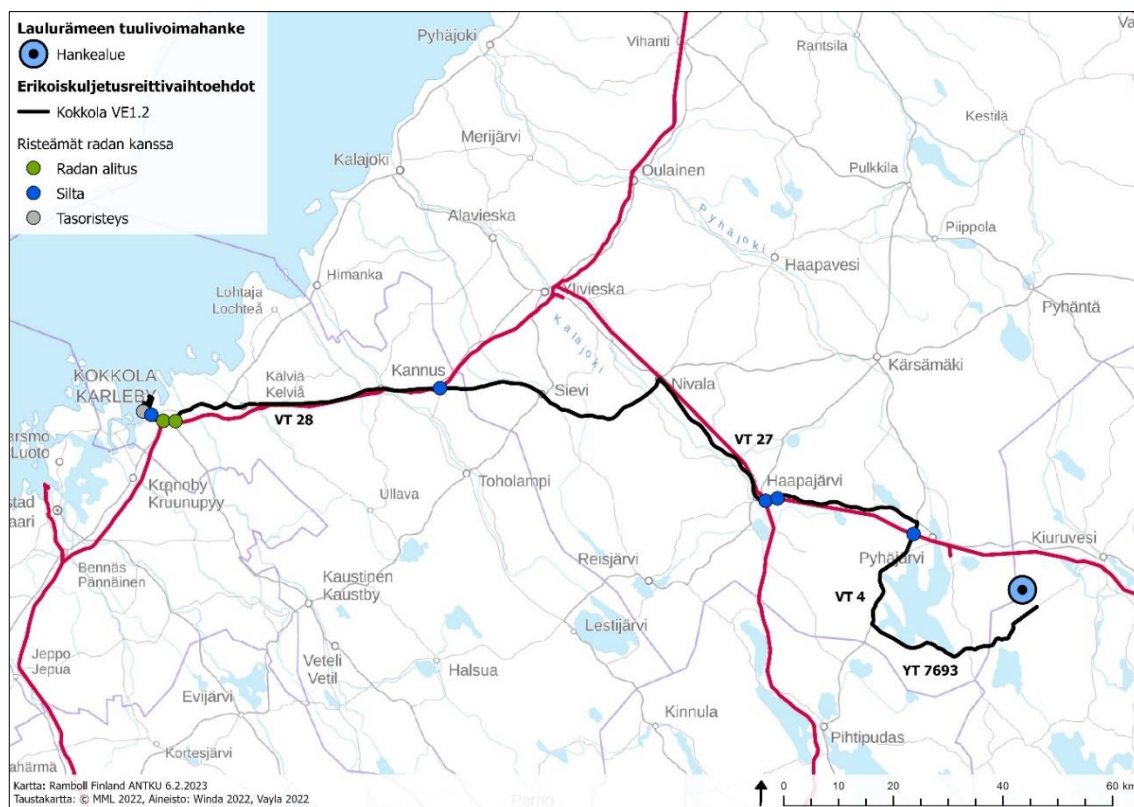 Laulurämeen tuulivoimahanke
Hankealue
Erikoiskuljetusreittivaihtoehdot
Kokkola VE1.2
Risteämät radan kanssa
Radan alitus
Silta
Tasoristeys
Pyhäjoki
Vihanti
Rantsila
Kestilä
Merijärvi
Kalajoki
Oulainen
Pulkkila
Alavieska
Pyhäjoki
Piippola
Haapavesi
Himanka
Lohtaja
Lochteå
Ylivieska
Pyhäntä
Kalajoki
Kärsämäki
KOKKOLA
KARLEBY
Kälviä
Kelviå
Kannus
Sievi
Nivala
VT 28
VT 27
Luoto
Kronoby
Kruunupyy
Ullava
Toholampi
Haapajärvi
Pyhäjärvi
Kiuruvesi
Bennäs
Pännäinen
Kaustinen
Kaustby
Reisjärvi
VT 4
Lestijärvi
YT 7693
Jeppo
Jepua
Veteli
Vetil
Halsua
Evijärvi
Kinnula
Pihtipudas
Kortesjärvi
Perho
Kartta: Ramboll Finland ANTKU 6.2.2023
Taustakartta: © MML 2022, Aineisto: Winda 2022, Vayla 2022
0 20 40 60 km